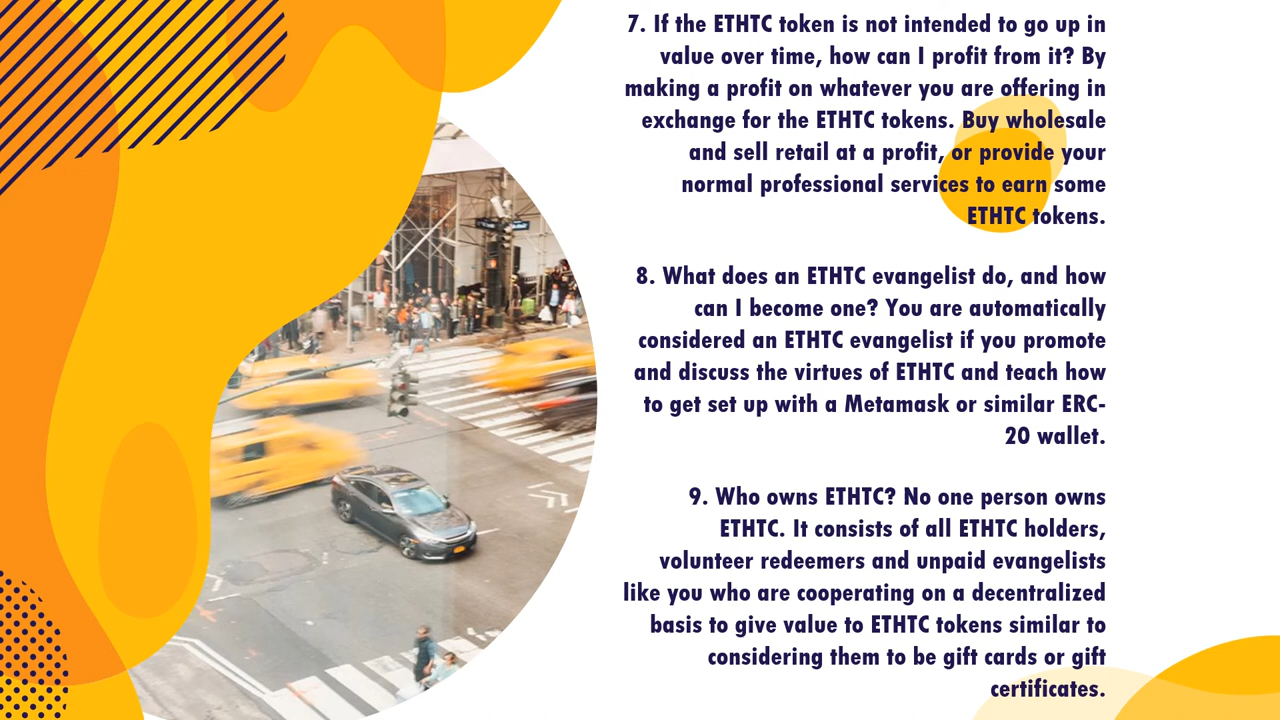 7. If the ETHTC token is not intended to go up in
value over time, how can I profit from it? By
making a profit on whatever you are offering in
exchange for the ETHTC tokens. Buy wholesale
and sell retail at a profit, or provide your
normal professional services to earn some
ETHTC tokens.
8. What does an ETHTC evangelist do, and how
can I become one? You are automatically
considered an ETHTC evangelist if you promote
and discuss the virtues of ETHTC and teach how
to get set up with a Metamask or similar ERC-
20 wallet.
9. Who owns ETHTC? No one person owns
ETHTC. It consists of all ETHTC holders,
volunteer redeemers and unpaid evangelists
like you who are cooperating on a decentralized
basis to give value to ETHTC tokens similar to
considering them to be gift cards or gift
certificates.